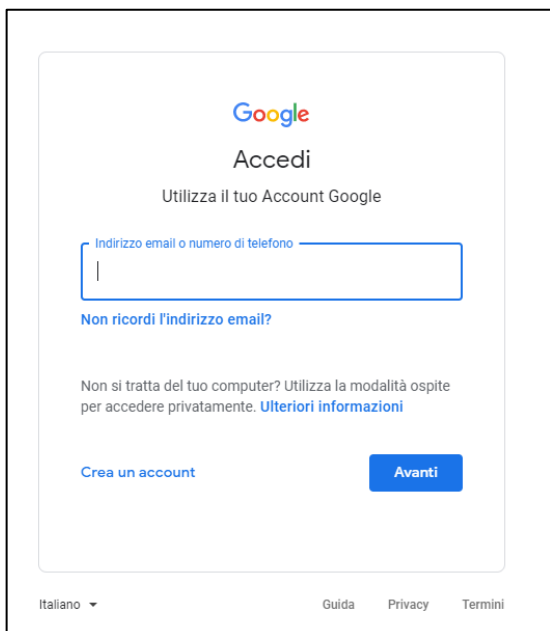 Google
Accedi
Utilizza il tuo Account Google
Indirizzo email o numero di telefono
Non ricordi l'indirizzo email?
Non si tratta del tuo computer? Utilizza la modalità ospite
per accedere privatamente. Ulteriori informazioni
Crea un account Avanti
Italiano Guida Privacy Termini